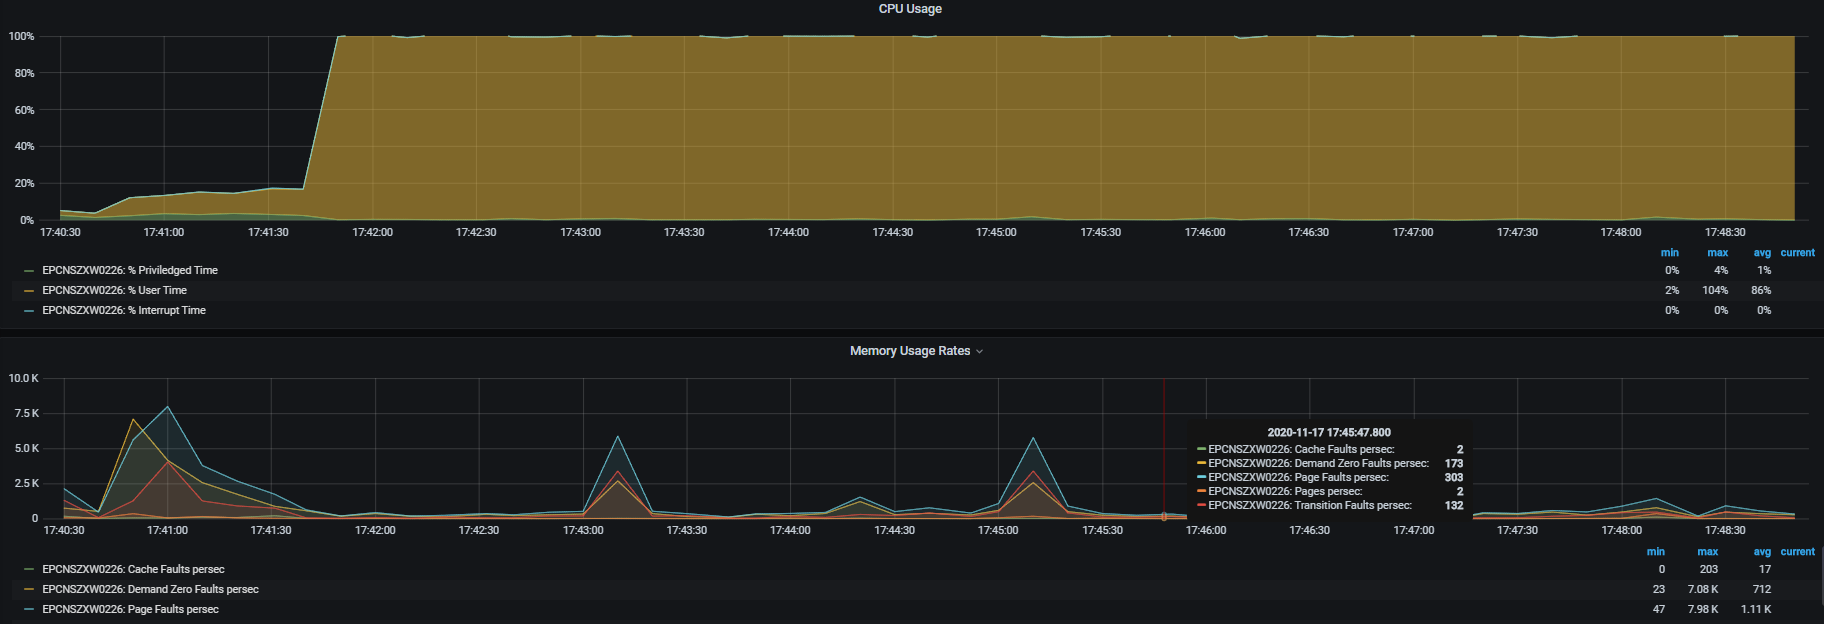 CPU Usage
100%
80%
60%
40%
20%
0%
17:40:30 17:41:00 17:41:30 17:42:00 17:42:30 17:43:00 17:43:30 17:44:00 17:44:30 17:45:00 17:45:30 17:46:00 17:46:30 17:47:00 17:47:30 17:48:00 17:48:30
min max avg current
EPCNSZXW0226: % Priviledged Time 0% 4% 1%
EPCNSZXW0226: % User Time 2% 104% 86%
EPCNSZXW0226: % Interrupt Time 0% 0% 0%
Memory Usage Rates
10.0 K
7.5 K
5.0 K
2.5 K
0
2020-11-17 17:45:47.800
EPCNSZXW0226: Cache Faults persec: 2
EPCNSZXW0226: Demand Zero Faults persec: 173
EPCNSZXW0226: Page Faults persec: 303
EPCNSZXW0226: Pages persec: 2
EPCNSZXW0226: Transition Faults persec: 132
17:40:30 17:41:00 17:41:30 17:42:00 17:42:30 17:43:00 17:43:30 17:44:00 17:44:30 17:45:00 17:45:30 17:46:00 17:46:30 17:47:00 17:47:30 17:48:00 17:48:30
min max avg current
EPCNSZXW0226: Cache Faults persec 0 203 17
EPCNSZXW0226: Demand Zero Faults persec 23 7.08 K 712
EPCNSZXW0226: Page Faults persec 47 7.98 K 1.11 K